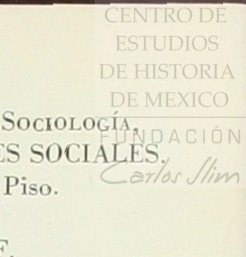 CENTRO DE
ESTUDIOS
DE HISTORIA
DE MEXICO
SOCIOLOGÍA,
FUNDACIÓN
ES SOCIALES.
Carlos Slim
Piso.
F.